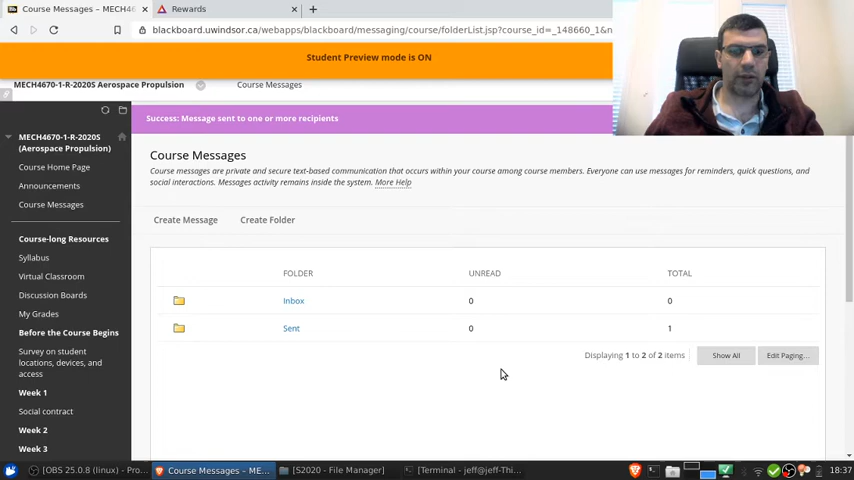 Course Messages – MECH46
Rewards
blackboard.uwindsor.ca/webapps/blackboard/messaging/course/folderList.jsp?course_id=_148660_1&n
Student Preview mode is ON
MECH4670-1-R-2020S Aerospace Propulsion
Course Messages
MECH4670-1-R-2020S
(Aerospace Propulsion)
Course Home Page
Announcements
Course Messages
Course-long Resources
Syllabus
Virtual Classroom
Discussion Boards
My Grades
Before the Course Begins
Survey on student
locations, devices, and
access
Week 1
Social contract
Week 2
Week 3
Success: Message sent to one or more recipients
Course Messages
Course messages are private and secure text-based communication that occurs within your course among course members. Everyone can use messages for reminders, quick questions, and
social interactions. Messages activity remains inside the system. More Help
Create Message
Create Folder
FOLDER UNREAD TOTAL
Inbox 0 0
Sent 0 1
Displaying 1 to 2 of 2 items
Show All
Edit Paging...
[OBS 25.0.8 (linux) - Pro...
Course Messages – ME...
[S2020 - File Manager]
[Terminal - jeff@jeff-Thi...
18:37